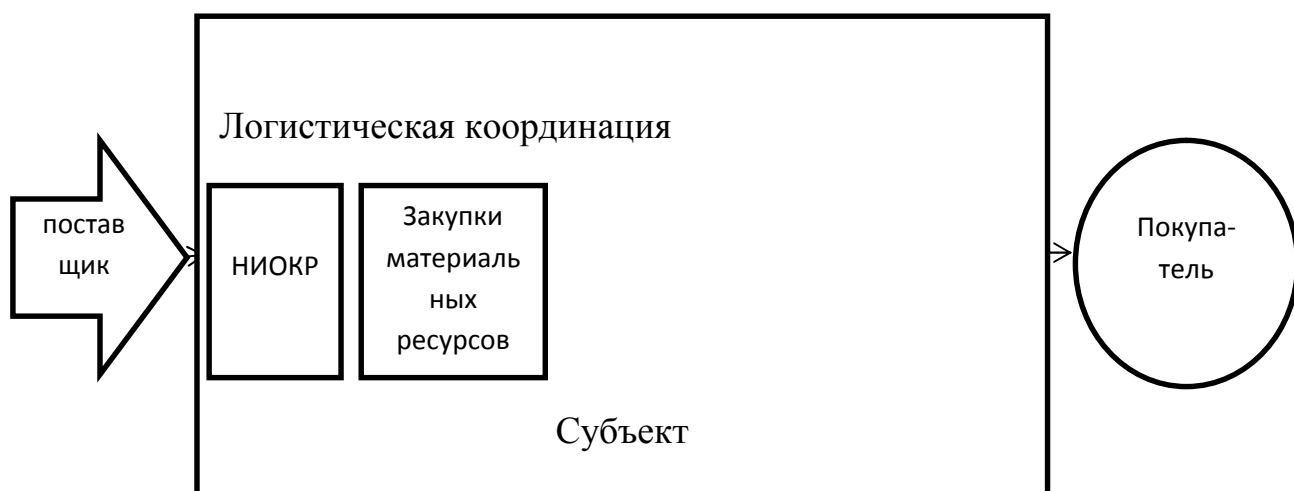 Логистическая координация
постав
щик
НИОКР
Закупки
материаль
ных
ресурсов
Покупа-
тель
Субъект